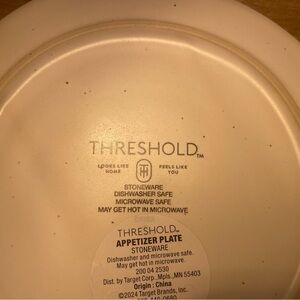 THRESHOLD™
LOOKS LIKE HOME
FEELS LIKE YOU
STONEWARE
DISHWASHER SAFE
MICROWAVE SAFE
MAY GET HOT IN MICROWAVE
THRESHOLD™
APPETIZER PLATE
STONEWARE
Dishwasher and microwave safe.
May get hot in microwave.
200 04 2530
Dist. by Target Corp., Mpls., MN 55403
Origin : China
©2024 Target Brands, Inc.